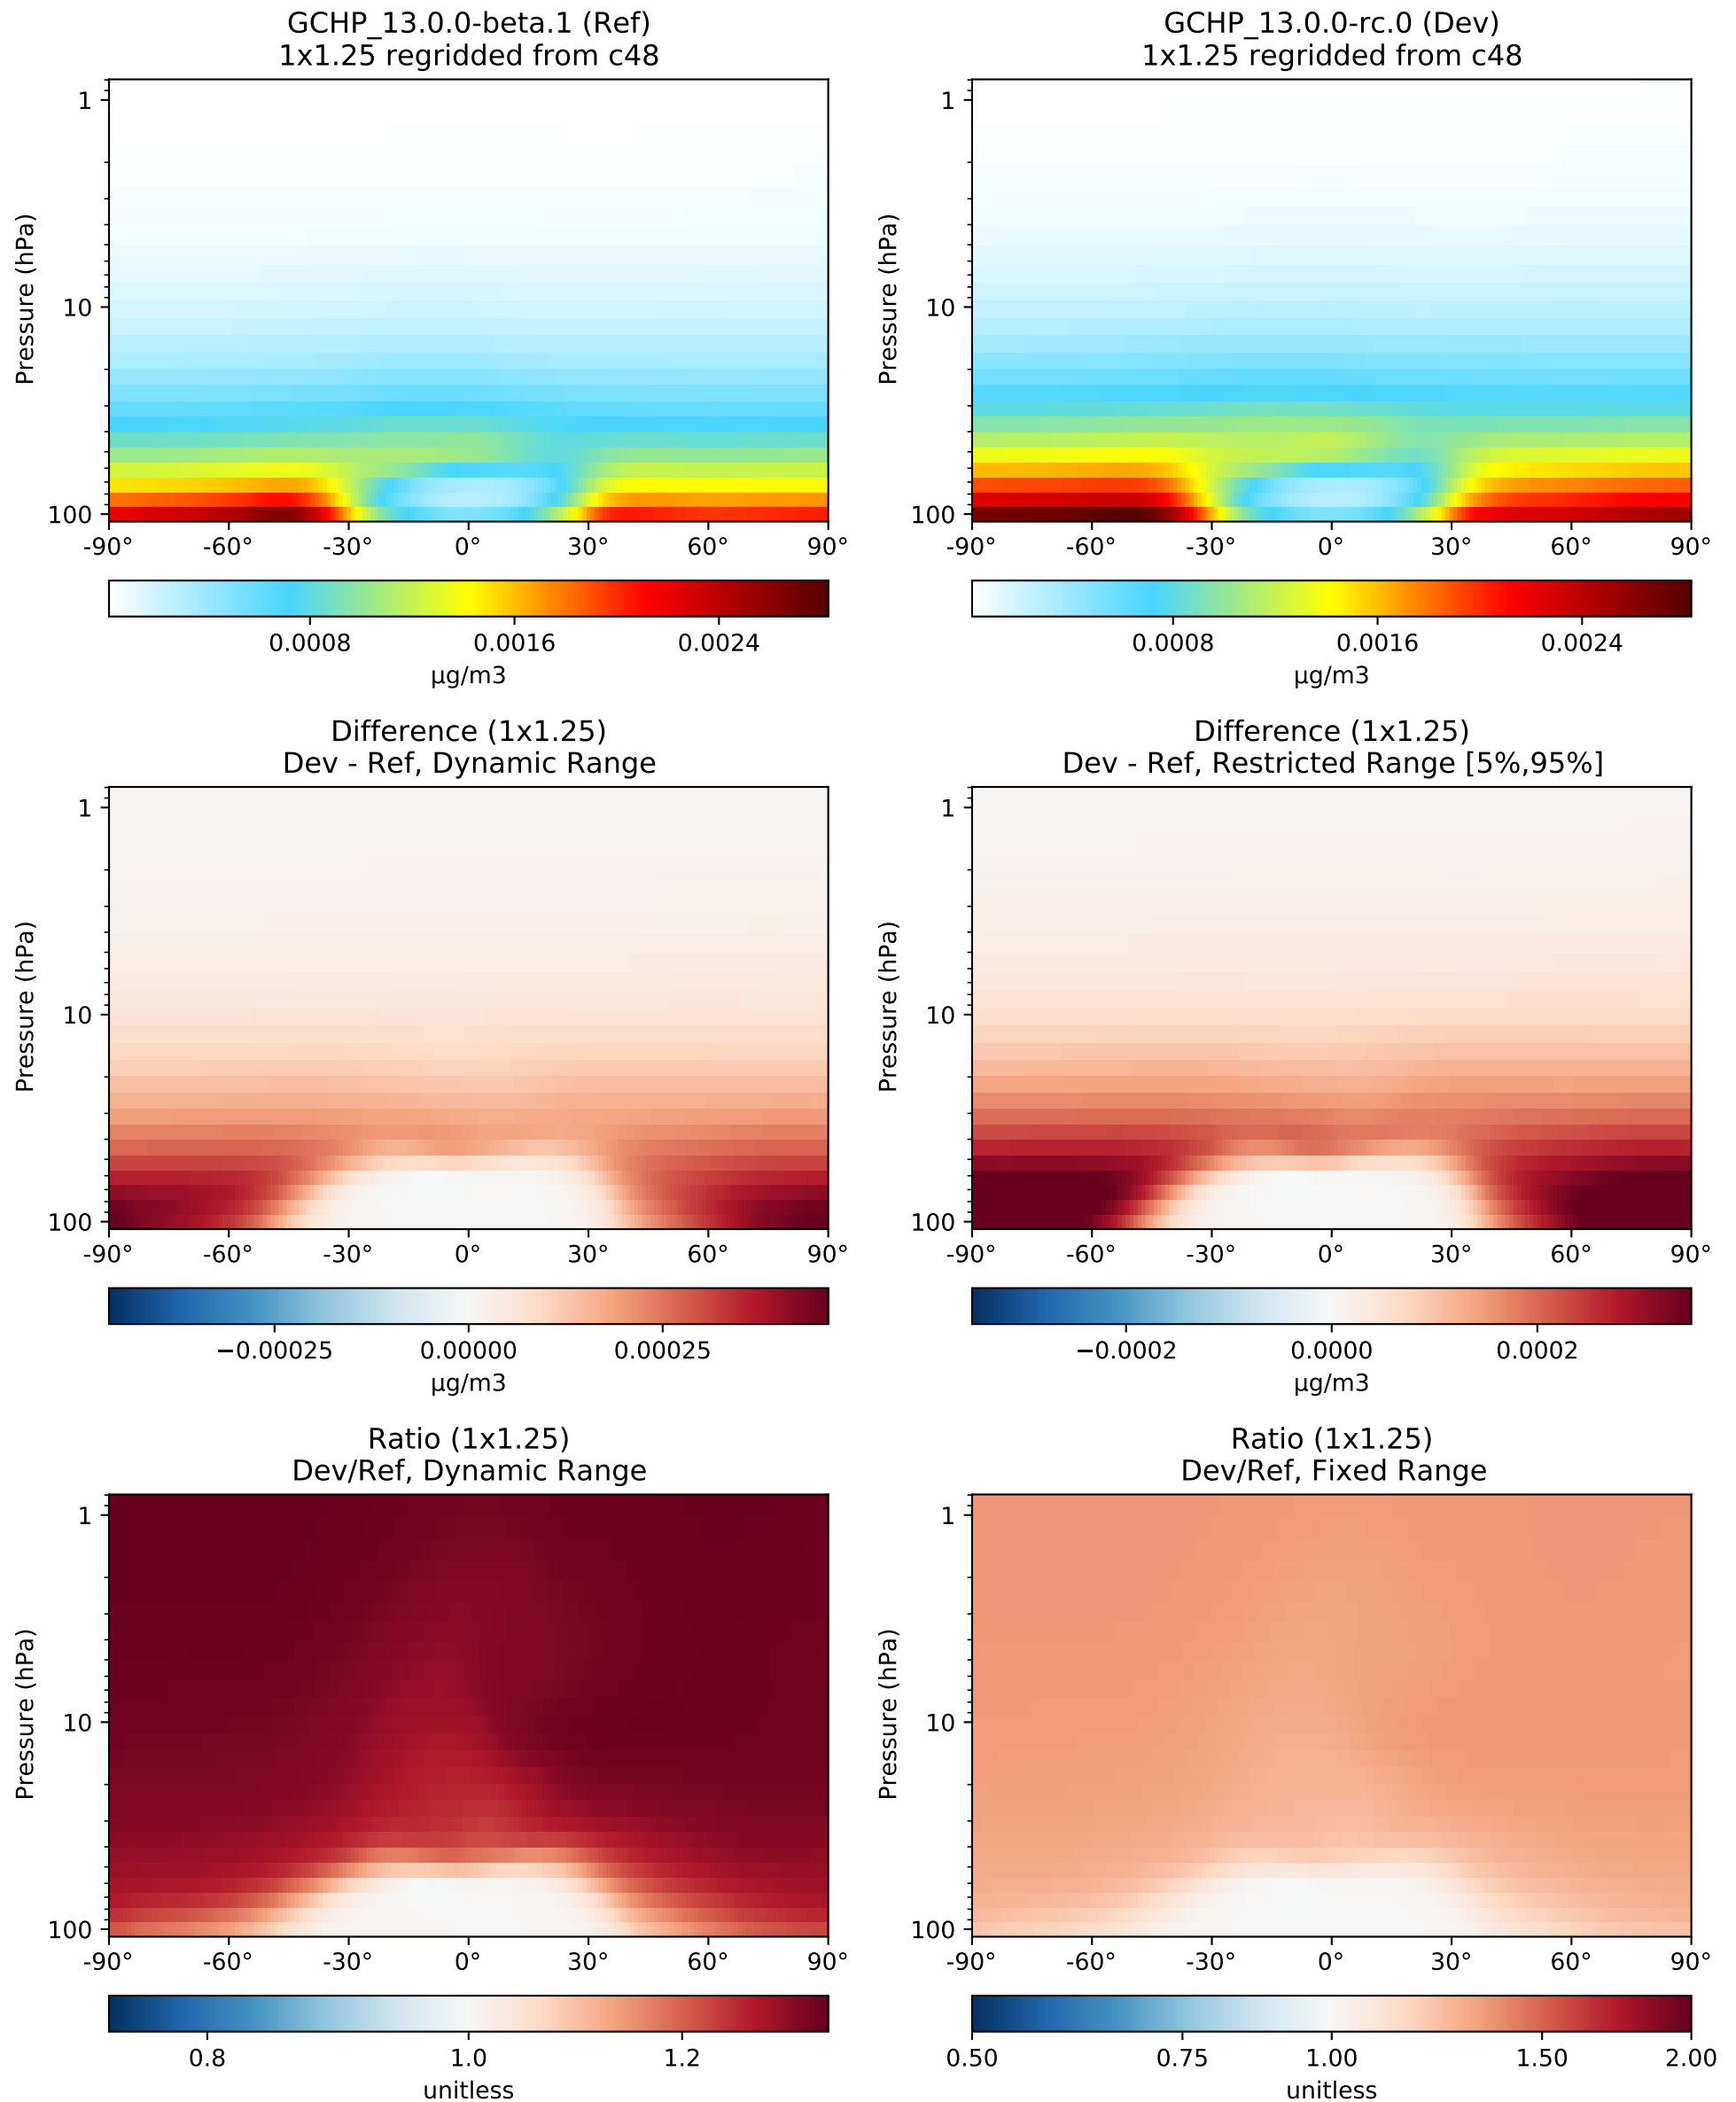 GCHP_13.0.0-beta.1 (Ref)
1x1.25 regridded from c48
Pressure (hPa)
1
10
100
-90° -60° -30° 0° 30° 60° 90°
0.0008 0.0016 0.0024
µg/m3
GCHP_13.0.0-rc.0 (Dev)
1x1.25 regridded from c48
Pressure (hPa)
1
10
100
-90° -60° -30° 0° 30° 60° 90°
0.0008 0.0016 0.0024
µg/m3
Difference (1x1.25)
Dev - Ref, Dynamic Range
Pressure (hPa)
1
10
100
-90° -60° -30° 0° 30° 60° 90°
−0.00025 0.00000 0.00025
µg/m3
Difference (1x1.25)
Dev - Ref, Restricted Range [5%,95%]
Pressure (hPa)
1
10
100
-90° -60° -30° 0° 30° 60° 90°
−0.0002 0.0000 0.0002
µg/m3
Ratio (1x1.25)
Dev/Ref, Dynamic Range
Pressure (hPa)
1
10
100
-90° -60° -30° 0° 30° 60° 90°
0.8 1.0 1.2
unitless
Ratio (1x1.25)
Dev/Ref, Fixed Range
Pressure (hPa)
1
10
100
-90° -60° -30° 0° 30° 60° 90°
0.50 0.75 1.00 1.50 2.00
unitless